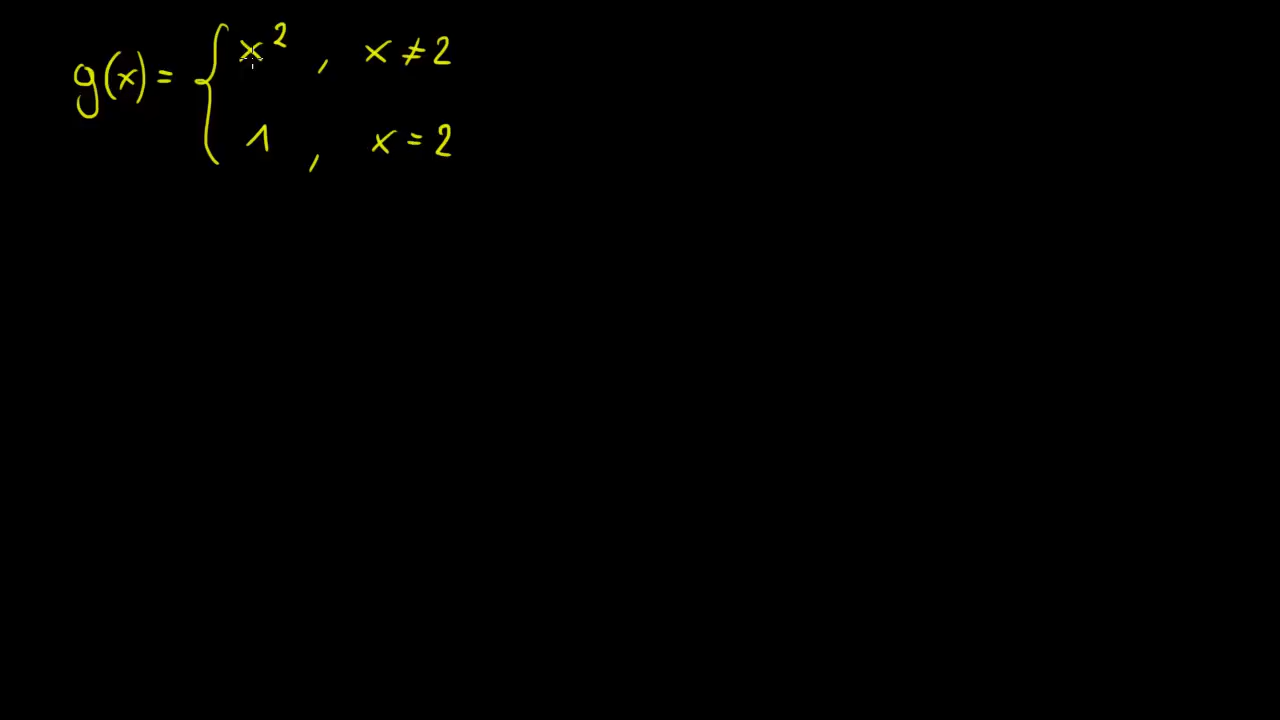 g(x) = { x² , x ≠ 2
1 , x = 2